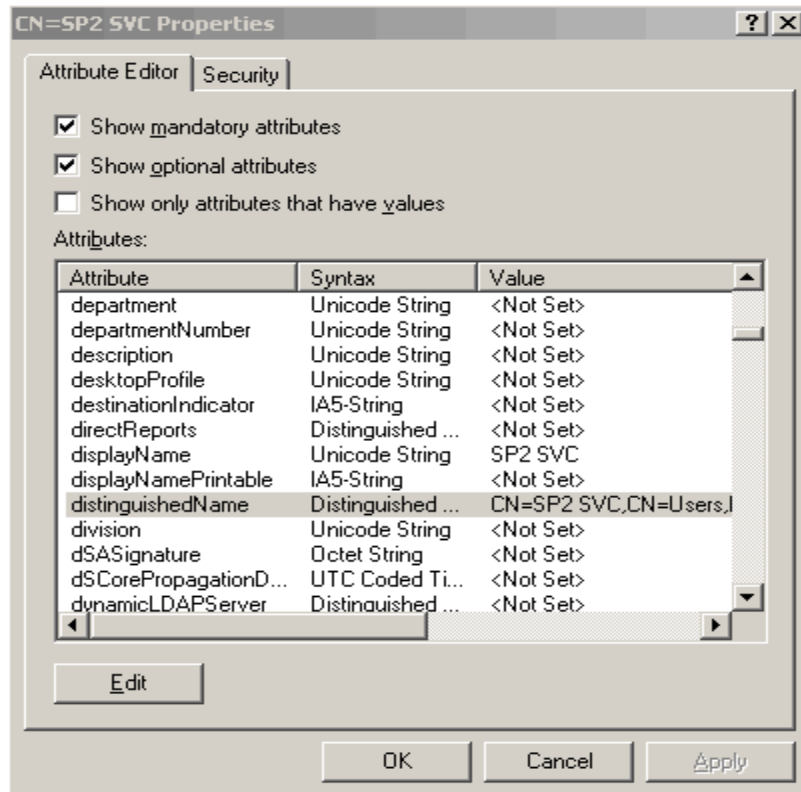 CN=SP2 SVC Properties
Attribute Editor Security
Show mandatory attributes
Show optional attributes
Show only attributes that have values
Attributes:
Attribute Syntax Value
department Unicode String <Not Set>
departmentNumber Unicode String <Not Set>
description Unicode String <Not Set>
desktopProfile Unicode String <Not Set>
destinationIndicator IA5-String <Not Set>
directReports Distinguished ... <Not Set>
displayName Unicode String SP2 SVC
displayNamePrintable IA5-String <Not Set>
distinguishedName Distinguished ... CN=SP2 SVC,CN=Users,
division Unicode String <Not Set>
dSASignature Octet String <Not Set>
dSCorePropagationD... UTC Coded Ti... <Not Set>
dynamicLDAPServer Distinguished ... <Not Set>
Edit
OK Cancel Apply